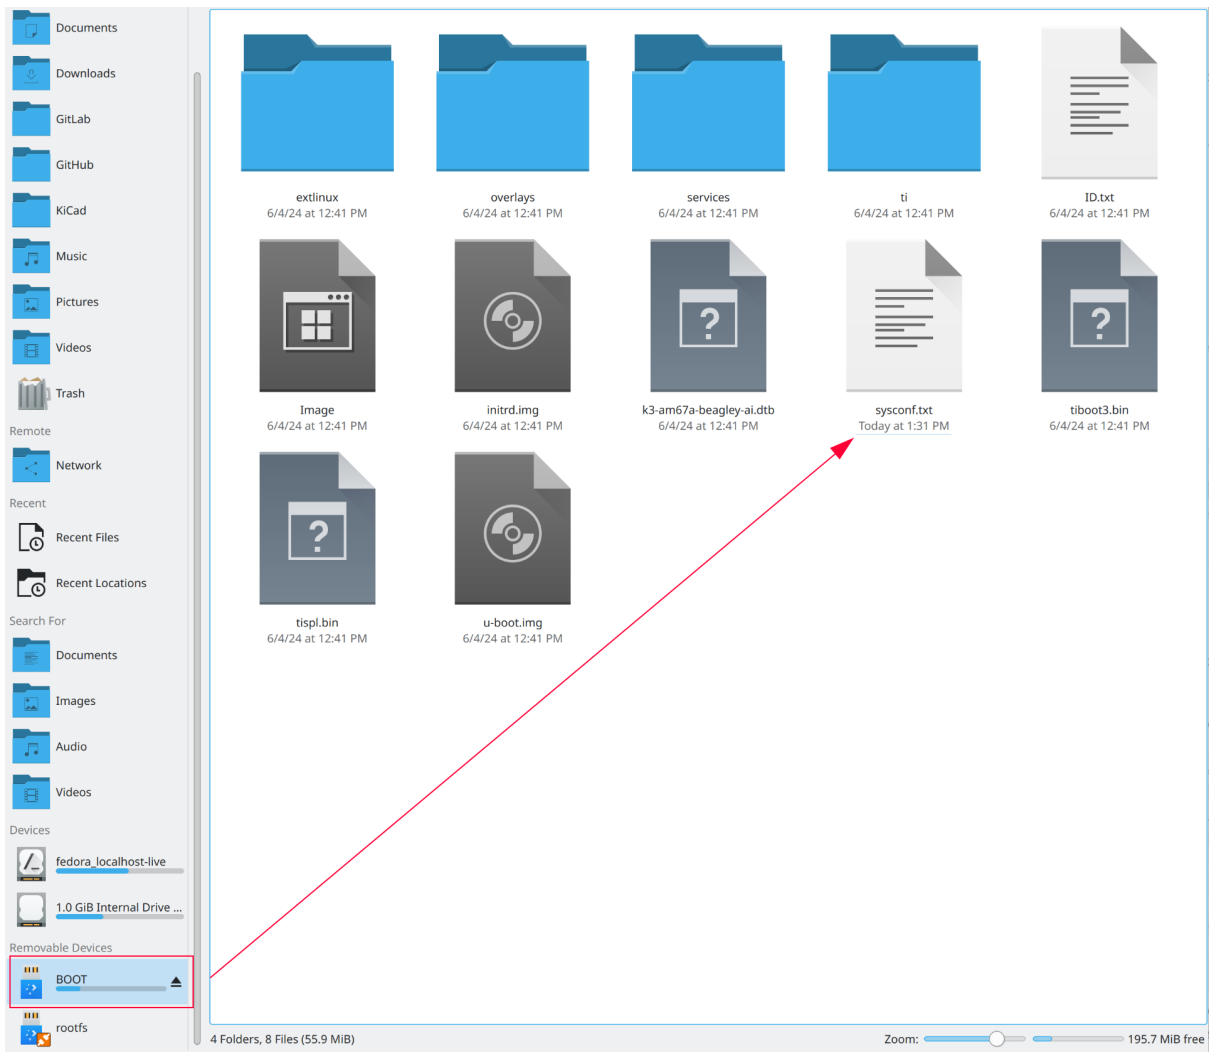 Documents
Downloads
GitLab
GitHub
KiCad
Music
Pictures
Videos
Trash
Remote
Network
Recent
Recent Files
Recent Locations
Search For
Documents
Images
Audio
Videos
Devices
fedora_localhost-live
1.0 GiB Internal Drive ...
Removable Devices
BOOT
rootfs
extlinux
6/4/24 at 12:41 PM
overlays
6/4/24 at 12:41 PM
services
6/4/24 at 12:41 PM
ti
6/4/24 at 12:41 PM
ID.txt
6/4/24 at 12:41 PM
Image
6/4/24 at 12:41 PM
initrd.img
6/4/24 at 12:41 PM
k3-am67a-beagley-ai.dtb
6/4/24 at 12:41 PM
sysconf.txt
Today at 1:31 PM
tiboot3.bin
6/4/24 at 12:41 PM
tispl.bin
6/4/24 at 12:41 PM
u-boot.img
6/4/24 at 12:41 PM
4 Folders, 8 Files (55.9 MiB)
Zoom:
195.7 MiB free